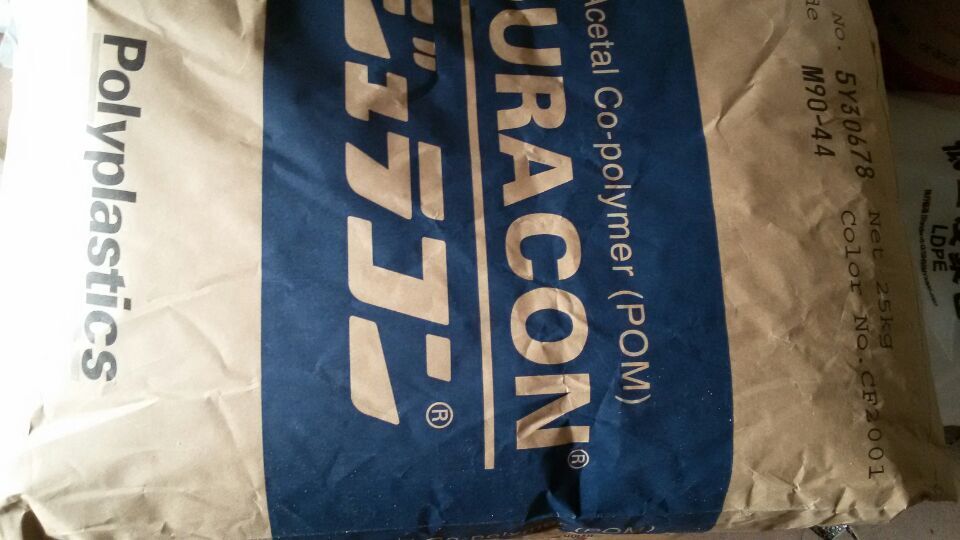 No. 5Y30678 Net 25kg
de M90-44 Color No.CF2001
Acetal Co-polymer (POM)
URACON®
ジュラコン®
Polyplastics
LDPE